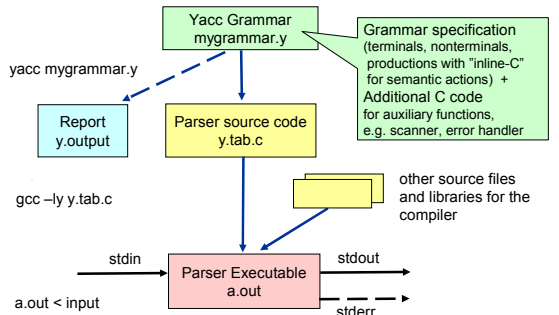 Yacc Grammar
mygrammar.y
Grammar specification
(terminals, nonterminals,
productions with ”inline-C”
for semantic actions) +
Additional C code
for auxiliary functions,
e.g. scanner, error handler
yacc mygrammar.y
Report
y.output
Parser source code
y.tab.c
other source files
and libraries for the
compiler
gcc –ly y.tab.c
stdin
Parser Executable
a.out
stdout
a.out < input
stderr